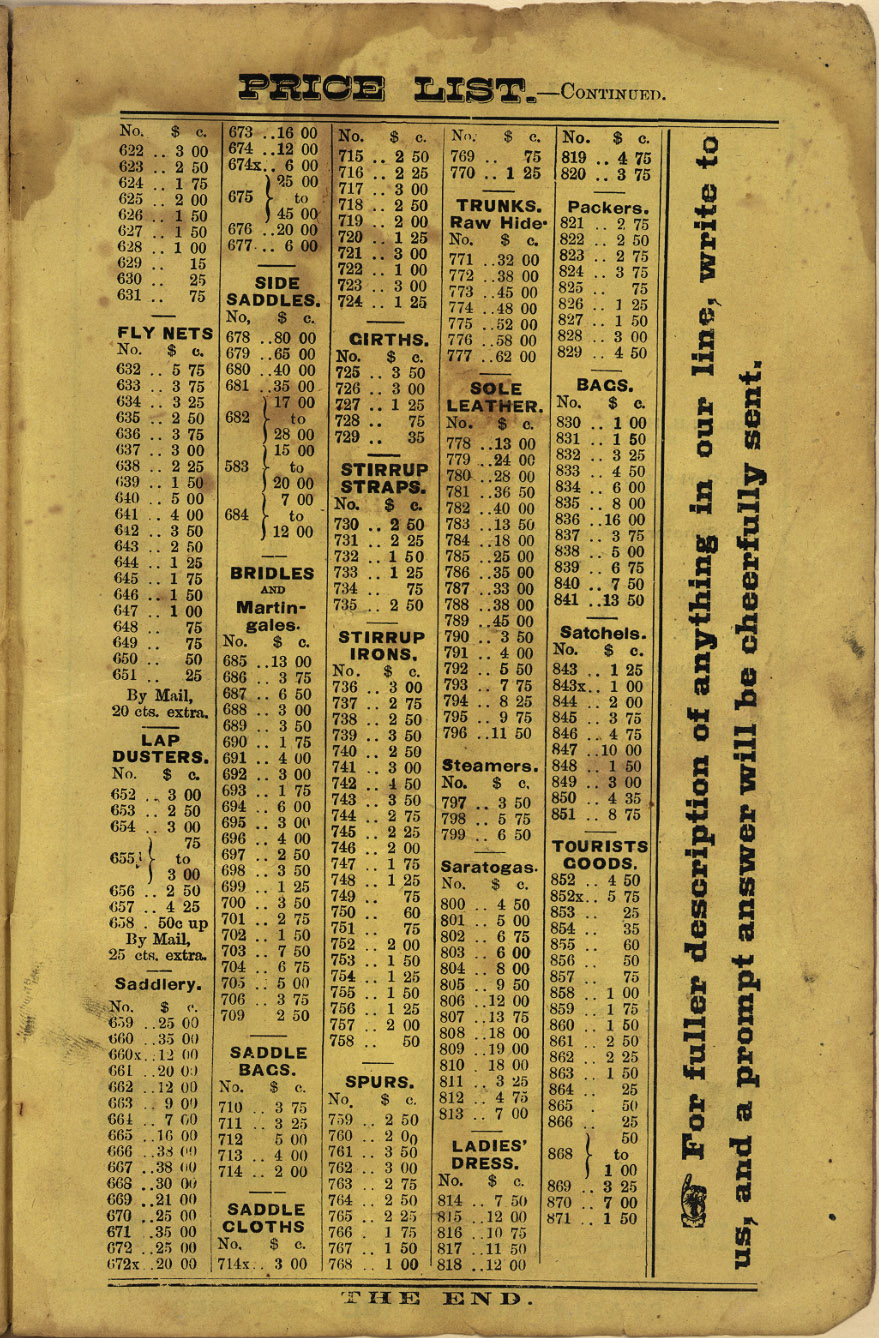 PRICE LIST.—CONTINUED.
No. $ c.
622 .. 3 00
623 .. 2 50
624 .. 1 75
625 .. 2 00
626 .. 1 50
627 .. 1 50
628 .. 1 00
629 .. 15
630 .. 25
631 .. 75
FLY NETS
No. $ c.
632 .. 5 75
633 .. 3 75
634 .. 3 25
635 .. 2 50
636 .. 3 75
637 .. 3 00
638 .. 2 25
639 .. 1 50
640 .. 5 00
641 .. 4 00
642 .. 3 50
643 .. 2 50
644 .. 1 25
645 .. 1 75
646 .. 1 50
647 .. 1 00
648 .. 75
649 .. 75
650 .. 50
651 .. 25
By Mail,
20 cts. extra.
LAP
DUSTERS.
No. $ c.
652 .. 3 00
653 .. 2 50
654 .. 3 00
75
655 } to
3 00
656 .. 2 50
657 .. 4 25
658 . 50c up
By Mail,
25 cts. extra.
Saddlery.
No. $ c.
659 ..25 00
660 ..35 00
660x..12 00
661 ..20 00
662 ..12 00
663 .. 9 00
664 .. 7 60
665 ..16 00
666 ..38 00
667 ..38 00
668 ..30 00
669 ..21 00
670 ..25 00
671 ..35 00
672 ..25 00
672x..20 00
673 ..16 00
674 ..12 00
674x.. 6 00
25 00
675 } to
45 00
676 ..20 00
677 .. 6 00
SIDE
SADDLES.
No, $ c.
678 ..80 00
679 ..65 00
680 ..40 00
681 ..35 00
17 00
682 } to
28 00
15 00
583 } to
20 00
7 00
684 } to
12 00
BRIDLES
AND
Martin-
gales.
No. $ c.
685 ..13 00
686 .. 3 75
687 .. 6 50
688 .. 3 00
689 .. 3 50
690 .. 1 75
691 .. 4 00
692 .. 3 00
693 .. 1 75
694 .. 6 00
695 .. 3 00
696 .. 4 00
697 .. 2 50
698 .. 3 50
699 .. 1 25
700 .. 3 50
701 .. 2 75
702 .. 1 50
703 .. 7 50
704 .. 6 75
705 .. 5 00
706 .. 3 75
709 2 50
SADDLE
BAGS.
No. $ c.
710 .. 3 75
711 .. 3 25
712 5 00
713 .. 4 00
714 .. 2 00
SADDLE
CLOTHS
No. $ c.
714x.. 3 00
No. $ c.
715 .. 2 50
716 .. 2 25
717 .. 3 00
718 .. 2 50
719 .. 2 00
720 .. 1 25
721 .. 3 00
722 .. 1 00
723 .. 3 00
724 .. 1 25
GIRTHS.
No. $ c.
725 .. 3 50
726 .. 3 00
727 .. 1 25
728 .. 75
729 .. 35
STIRRUP
STRAPS.
No. $ c.
730 .. 2 50
731 .. 2 25
732 .. 1 50
733 .. 1 25
734 .. 75
735 .. 2 50
STIRRUP
IRONS.
No. $ c.
736 .. 3 00
737 .. 2 75
738 .. 2 50
739 .. 3 50
740 .. 2 50
741 .. 3 00
742 .. 4 50
743 .. 3 50
744 .. 2 75
745 .. 2 25
746 .. 2 00
747 .. 1 75
748 .. 1 25
749 .. 75
750 .. 60
751 .. 75
752 .. 2 00
753 .. 1 50
754 .. 1 25
755 .. 1 50
756 .. 1 25
757 .. 2 00
758 .. 50
SPURS.
No. $ c.
759 .. 2 50
760 .. 2 00
761 .. 3 50
762 .. 3 00
763 .. 2 75
764 .. 2 50
765 .. 2 25
766 . 1 75
767 .. 1 50
768 .. 1 00
No. $ c.
769 .. 75
770 .. 1 25
TRUNKS.
Raw Hide.
No. $ c.
771 ..32 00
772 ..38 00
773 ..45 00
774 ..48 00
775 ..52 00
776 ..58 00
777 ..62 00
SOLE
LEATHER.
No. $ c.
778 ..13 00
779 ..24 00
780 ..28 00
781 ..36 50
782 ..40 00
783 ..13 50
784 ..18 00
785 ..25 00
786 ..35 00
787 ..33 00
788 ..38 00
789 ..45 00
790 .. 3 50
791 .. 4 00
792 .. 5 50
793 .. 7 75
794 .. 8 25
795 .. 9 75
796 ..11 50
Steamers.
No. $ c.
797 .. 3 50
798 .. 5 75
799 .. 6 50
Saratogas.
No. $ c.
800 .. 4 50
801 .. 5 00
802 .. 6 75
803 .. 6 00
804 .. 8 00
805 .. 9 50
806 ..12 00
807 ..13 75
808 ..18 00
809 ..19 00
810 . 18 00
811 .. 3 25
812 .. 4 75
813 .. 7 00
LADIES'
DRESS.
No. $ c.
814 .. 7 50
815 ..12 00
816 ..10 75
817 ..11 50
818 ..12 00
No. $ c.
819 .. 4 75
820 .. 3 75
Packers.
821 .. 2 75
822 .. 2 50
823 .. 2 75
824 .. 3 75
825 .. 75
826 .. 1 25
827 .. 1 50
828 .. 3 00
829 .. 4 50
BAGS.
No. $ c.
830 .. 1 00
831 .. 1 50
832 .. 3 25
833 .. 4 50
834 .. 6 00
835 .. 8 00
836 ..16 00
837 .. 3 75
838 .. 5 00
839 .. 6 75
840 .. 7 50
841 ..13 50
Satchels.
No. $ c.
843 .. 1 25
843x.. 1 00
844 .. 2 00
845 .. 3 75
846 .. 4 75
847 ..10 00
848 .. 1 50
849 .. 3 00
850 .. 4 35
851 .. 8 75
TOURISTS
GOODS.
852 .. 4 50
852x.. 5 75
853 .. 25
854 .. 35
855 .. 60
856 .. 50
857 .. 75
858 .. 1 00
859 .. 1 75
860 .. 1 50
861 .. 2 50
862 .. 2 25
863 .. 1 50
864 . 25
865 . 50
866 .. 25
50
868 } to
1 00
869 .. 3 25
870 .. 7 00
871 .. 1 50
For fuller description of anything in our line, write to
us, and a prompt answer will be cheerfully sent.
THE END.